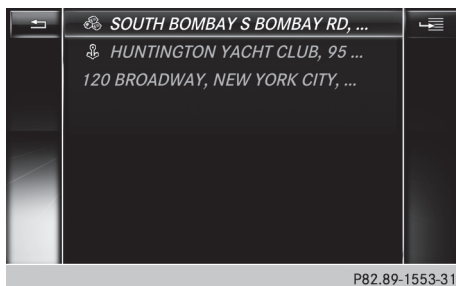 SOUTH BOMBAY S BOMBAY RD, ...
HUNTINGTON YACHT CLUB, 95 ...
120 BROADWAY, NEW YORK CITY, ...
P82.89-1553-31